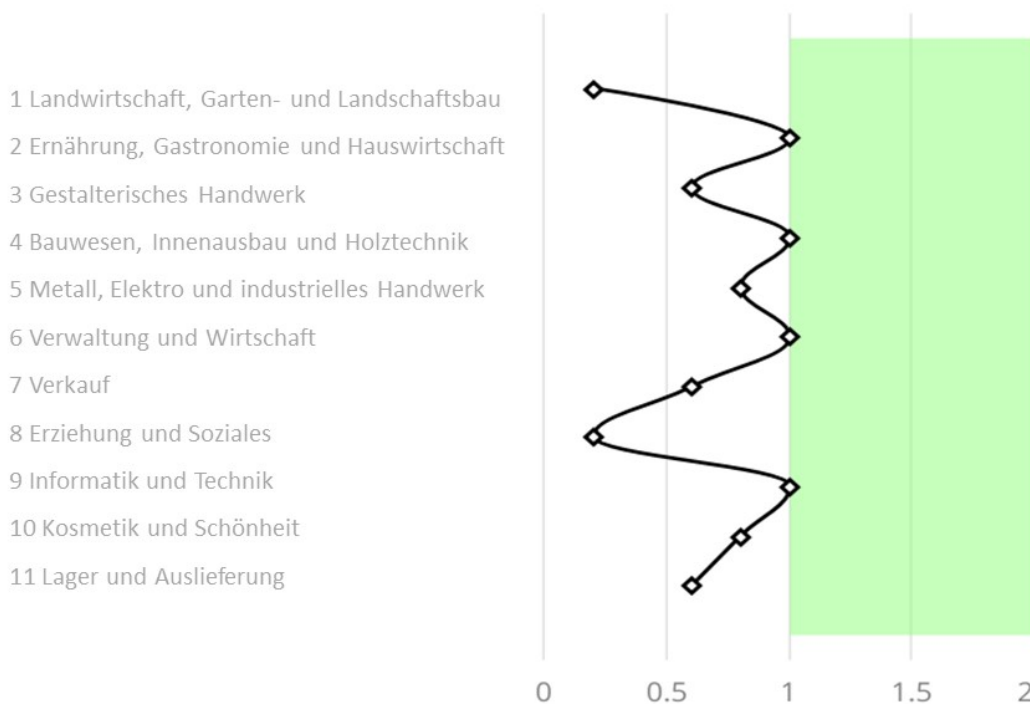 1 Landwirtschaft, Garten- und Landschaftsbau
2 Ernährung, Gastronomie und Hauswirtschaft
3 Gestalterisches Handwerk
4 Bauwesen, Innenausbau und Holztechnik
5 Metall, Elektro und industrielles Handwerk
6 Verwaltung und Wirtschaft
7 Verkauf
8 Erziehung und Soziales
9 Informatik und Technik
10 Kosmetik und Schönheit
11 Lager und Auslieferung
0 0.5 1 1.5 2